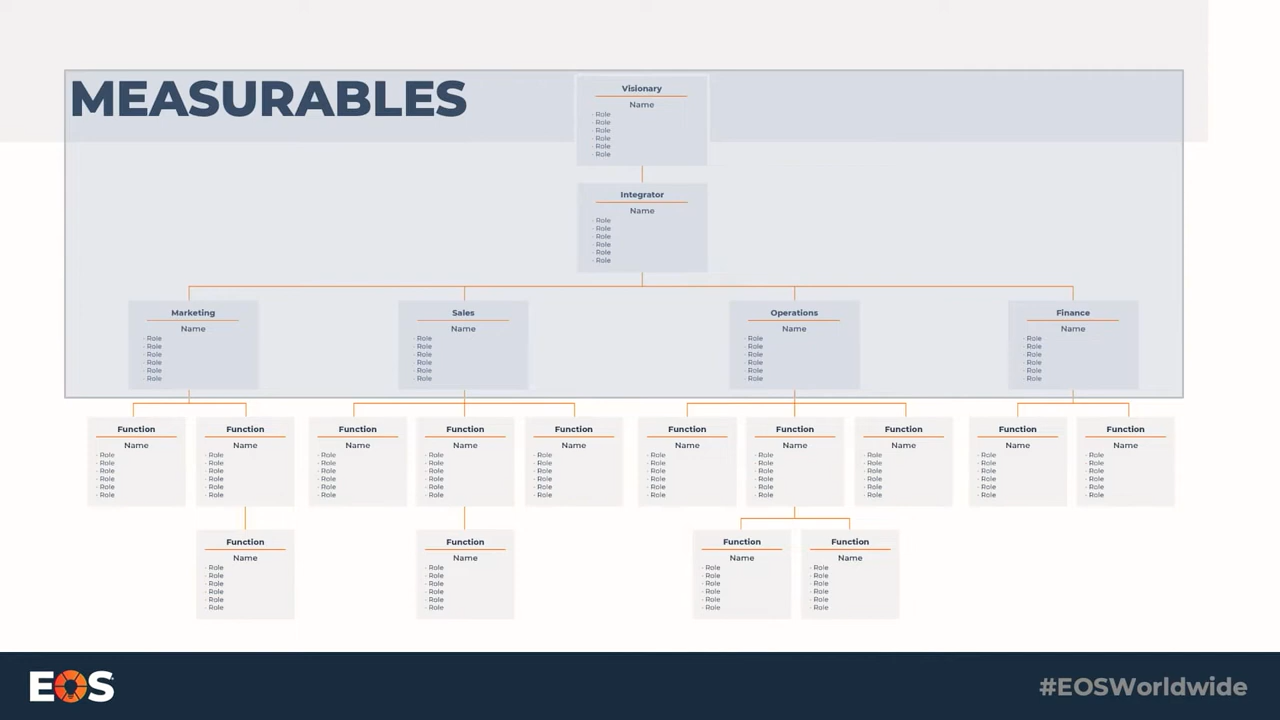 MEASURABLES
Visionary
Name
- Role
- Role
- Role
- Role
- Role
- Role
Integrator
Name
- Role
- Role
- Role
- Role
- Role
- Role
Marketing
Name
- Role
- Role
- Role
- Role
- Role
- Role
Sales
Name
- Role
- Role
- Role
- Role
- Role
- Role
Operations
Name
- Role
- Role
- Role
- Role
- Role
- Role
Finance
Name
- Role
- Role
- Role
- Role
- Role
- Role
Function
Name
- Role
- Role
- Role
- Role
- Role
- Role
Function
Name
- Role
- Role
- Role
- Role
- Role
- Role
Function
Name
- Role
- Role
- Role
- Role
- Role
- Role
Function
Name
- Role
- Role
- Role
- Role
- Role
- Role
Function
Name
- Role
- Role
- Role
- Role
- Role
- Role
Function
Name
- Role
- Role
- Role
- Role
- Role
- Role
Function
Name
- Role
- Role
- Role
- Role
- Role
- Role
Function
Name
- Role
- Role
- Role
- Role
- Role
- Role
Function
Name
- Role
- Role
- Role
- Role
- Role
- Role
Function
Name
- Role
- Role
- Role
- Role
- Role
- Role
Function
Name
- Role
- Role
- Role
- Role
- Role
- Role
Function
Name
- Role
- Role
- Role
- Role
- Role
- Role
Function
Name
- Role
- Role
- Role
- Role
- Role
- Role
Function
Name
- Role
- Role
- Role
- Role
- Role
- Role
EOS
#EOSWorldwide